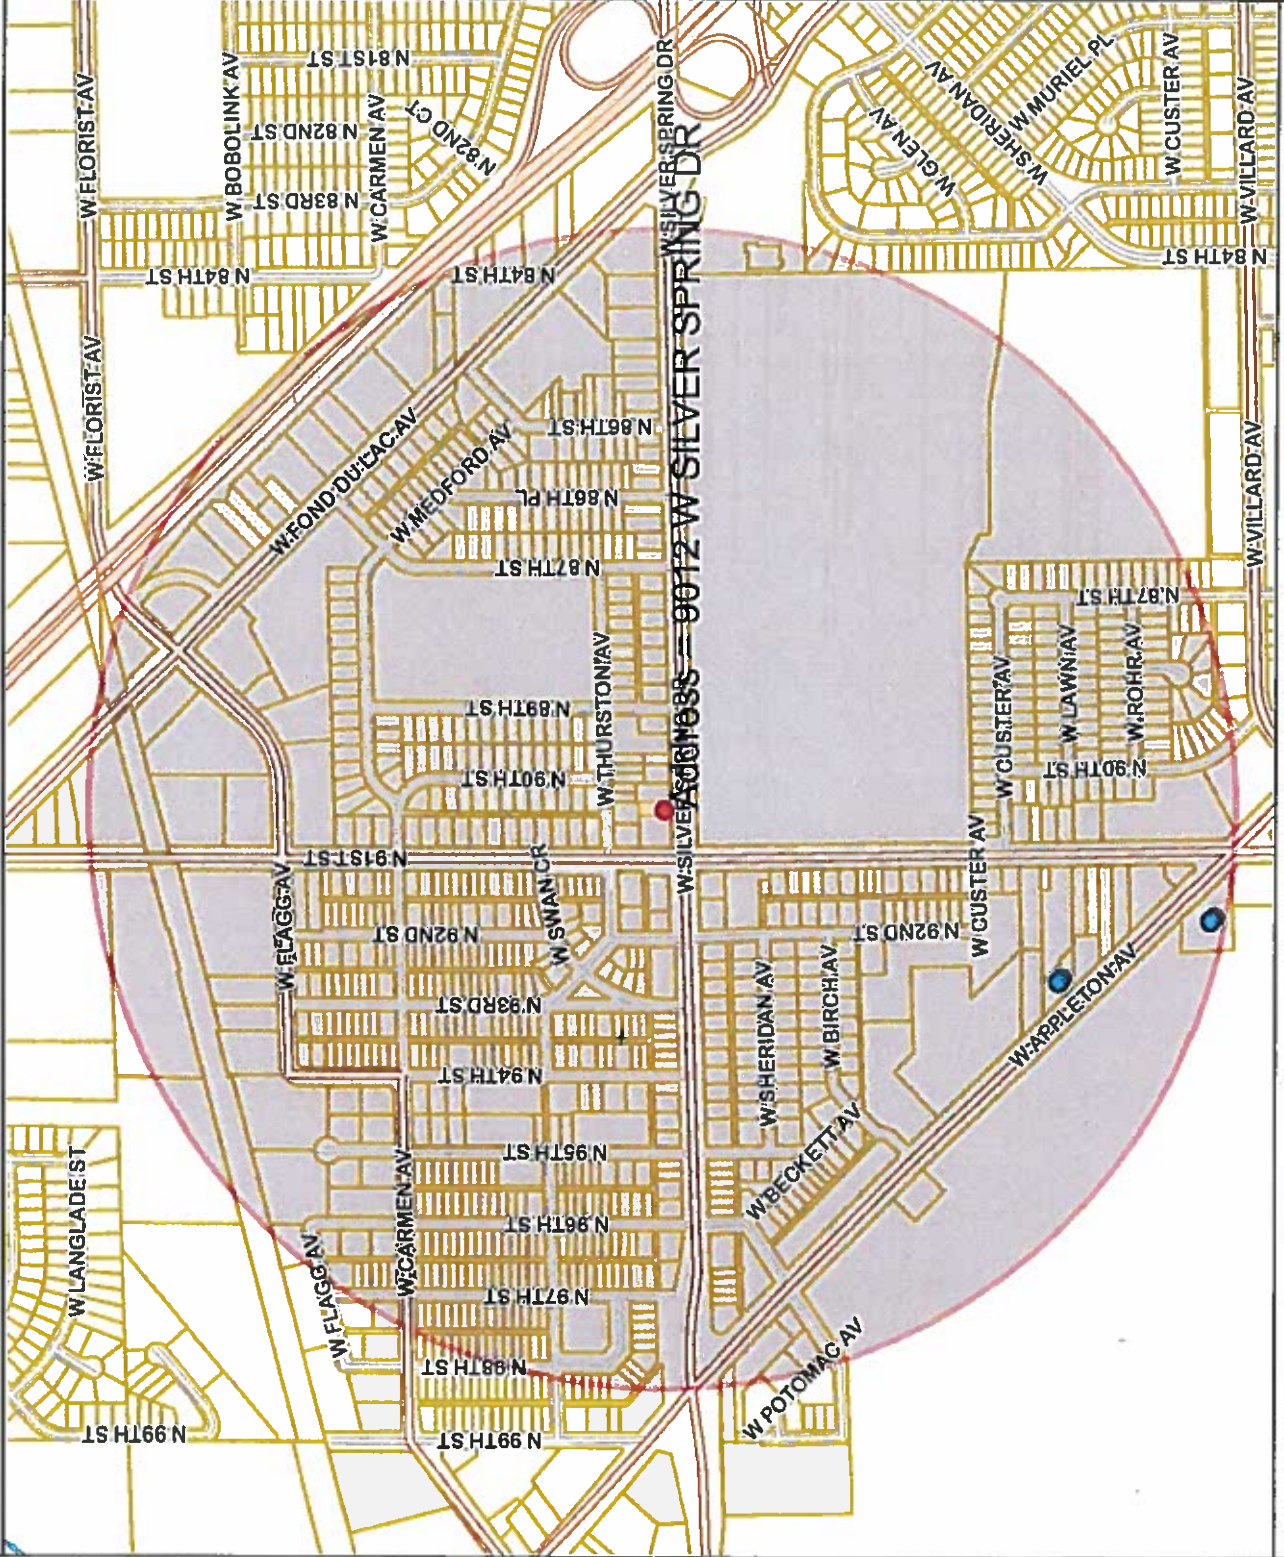 N 81ST ST
W FLORIST AV
W BOBOLINK AV
N 82ND ST
W CARMEN AV
N 82ND CT
N 83RD ST
N 84TH ST
N 84TH ST
W SILVER SPRING DR
W SILVER SPRING DR
W SHERIDAN AV
W MURIEL PL
W CUSTER AV
W GLEN AV
W SHERIDAN AV
W VILLARD AV
N 84TH ST
W FLORIST AV
W FOND DU LAC AV
W MEDFORD AV
N 86TH ST
N 86TH PL
N 87TH ST
Address = 9012 W SILVER SPRING DR
W VILLARD AV
N 87TH ST
W THURSTON AV
N 89TH ST
N 90TH ST
W CUSTER AV
W LAWN AV
W ROHR AV
N 90TH ST
N 91ST ST
W SWAN CR
W FLAGG AV
N 92ND ST
N 92ND ST
W CUSTER AV
N 93RD ST
W SHERIDAN AV
W BIRCH AV
W APPLETON AV
N 94TH ST
N 95TH ST
W BECKETT AV
W LANGLADE ST
W CARMEN AV
N 96TH ST
W FLAGG AV
N 97TH ST
N 98TH ST
W POTOMAC AV
N 99TH ST
N 99TH ST